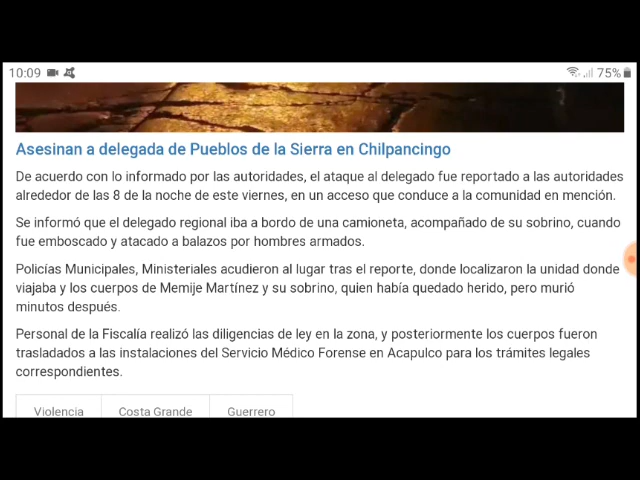 10:09
75%
Asesinan a delegada de Pueblos de la Sierra en Chilpancingo
De acuerdo con lo informado por las autoridades, el ataque al delegado fue reportado a las autoridades
alrededor de las 8 de la noche de este viernes, en un acceso que conduce a la comunidad en mención.
Se informó que el delegado regional iba a bordo de una camioneta, acompañado de su sobrino, cuando
fue emboscado y atacado a balazos por hombres armados.
Policías Municipales, Ministeriales acudieron al lugar tras el reporte, donde localizaron la unidad donde
viajaba y los cuerpos de Memije Martínez y su sobrino, quien había quedado herido, pero murió
minutos después.
Personal de la Fiscalía realizó las diligencias de ley en la zona, y posteriormente los cuerpos fueron
trasladados a las instalaciones del Servicio Médico Forense en Acapulco para los trámites legales
correspondientes.
Violencia Costa Grande Guerrero